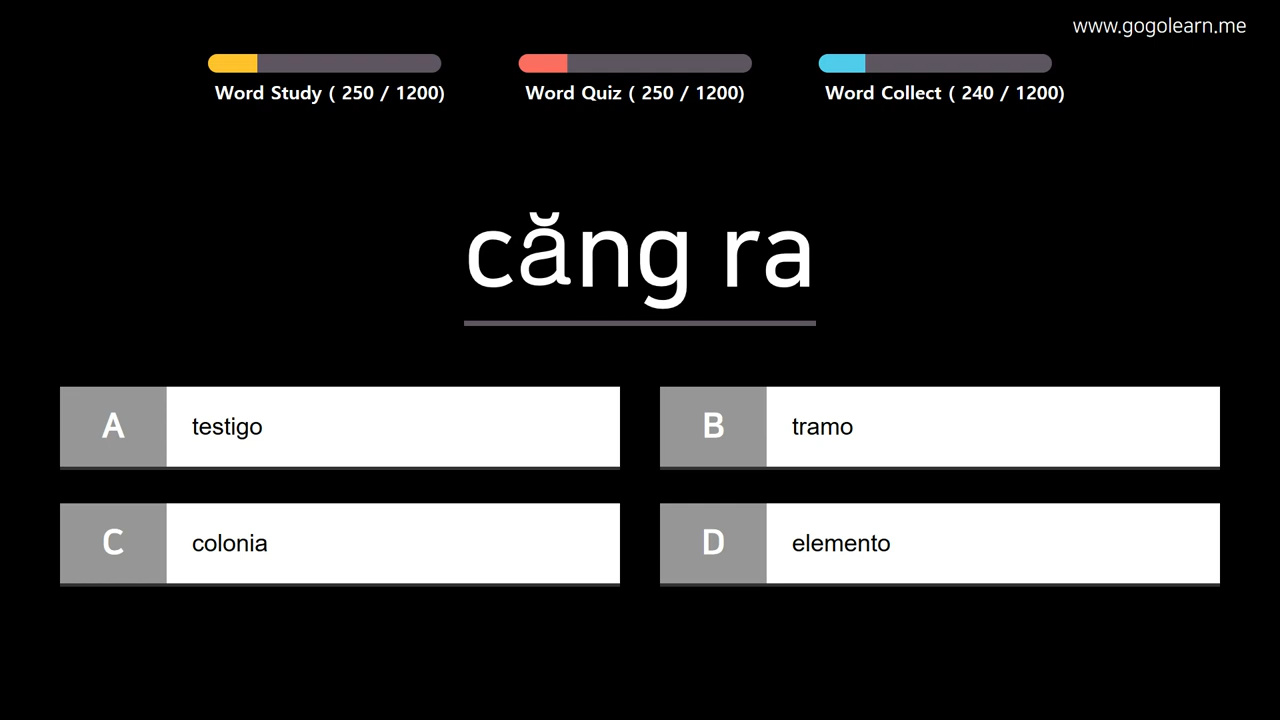 www.gogolearn.me
Word Study ( 250 / 1200)
Word Quiz ( 250 / 1200)
Word Collect ( 240 / 1200)
căng ra
A testigo
B tramo
C colonia
D elemento